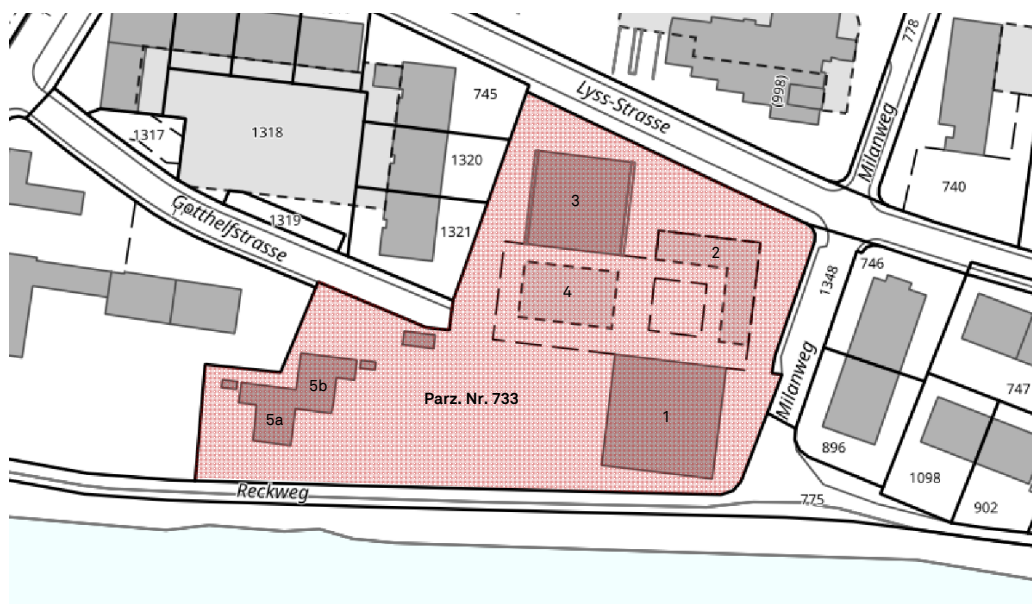 778
Lyss-Strasse
(998)
745
1317
1318
Milanweg
1320
740
3
1319
1321
Gotthelfstrasse
2
746
1348
4
5b
747
Milanweg
Parz. Nr. 733
1
5a
896
1098
902
Reckweg
775